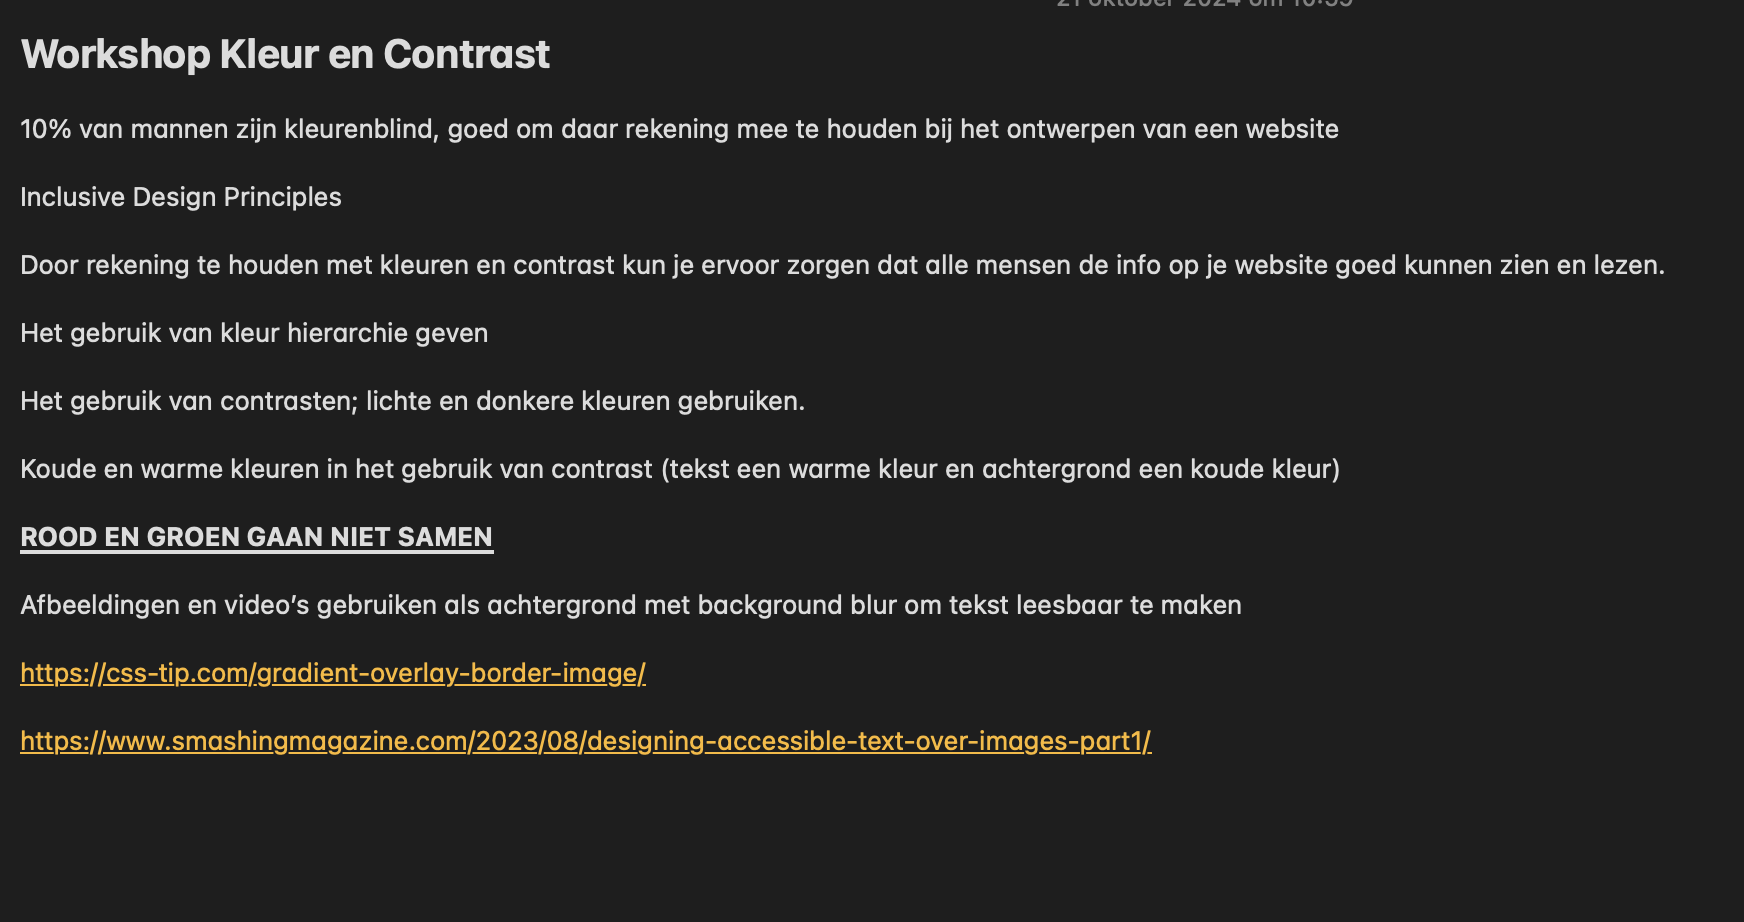 21 oktober 2024 om
Workshop Kleur en Contrast
10% van mannen zijn kleurenblind, goed om daar rekening mee te houden bij het ontwerpen van een website
Inclusive Design Principles
Door rekening te houden met kleuren en contrast kun je ervoor zorgen dat alle mensen de info op je website goed kunnen zien en lezen.
Het gebruik van kleur hierarchie geven
Het gebruik van contrasten; lichte en donkere kleuren gebruiken.
Koude en warme kleuren in het gebruik van contrast (tekst een warme kleur en achtergrond een koude kleur)
ROOD EN GROEN GAAN NIET SAMEN
Afbeeldingen en video’s gebruiken als achtergrond met background blur om tekst leesbaar te maken
https://css-tip.com/gradient-overlay-border-image/
https://www.smashingmagazine.com/2023/08/designing-accessible-text-over-images-part1/